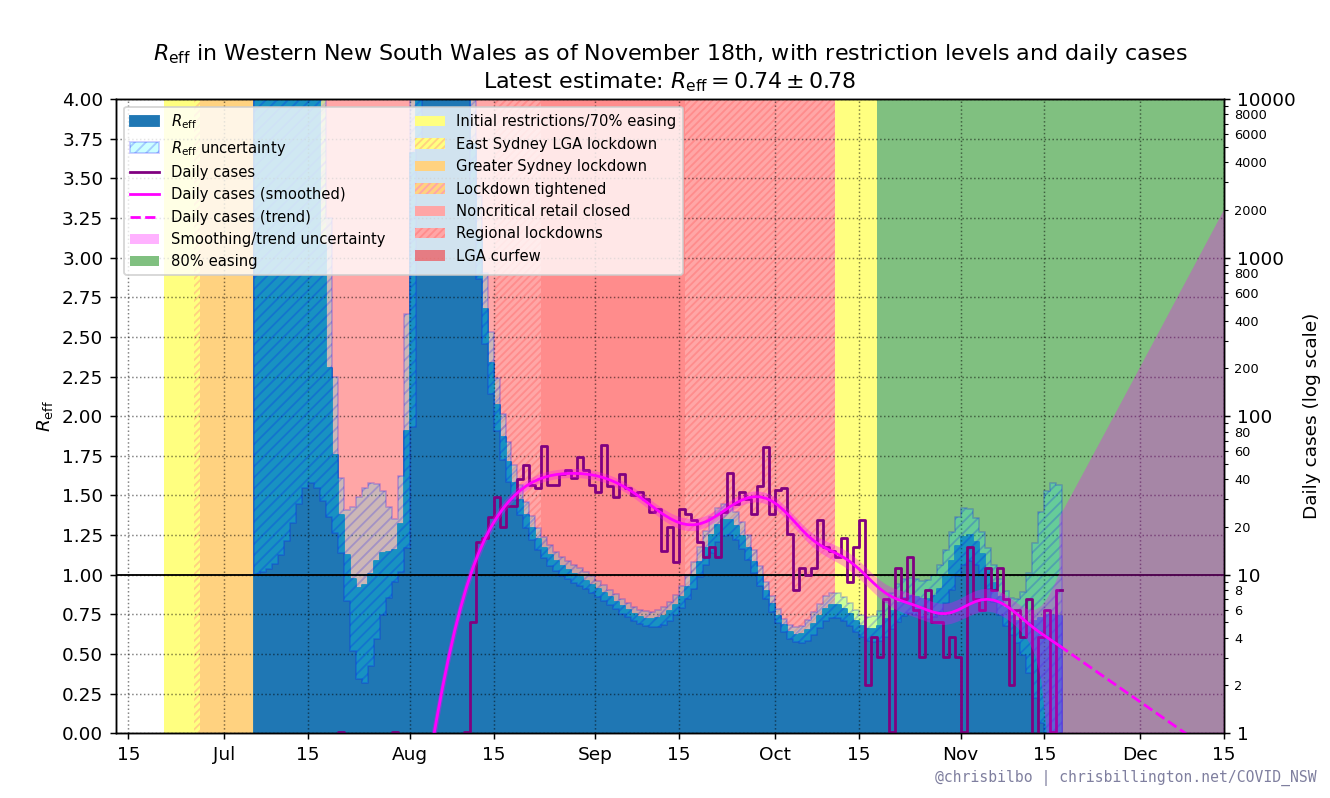 Reff in Western New South Wales as of November 18th, with restriction levels and daily cases
Latest estimate: Reff = 0.74 ± 0.78
Reff
Reff uncertainty
Daily cases
Daily cases (smoothed)
Daily cases (trend)
Smoothing/trend uncertainty
80% easing
Initial restrictions/70% easing
East Sydney LGA lockdown
Greater Sydney lockdown
Lockdown tightened
Noncritical retail closed
Regional lockdowns
LGA curfew
Reff
4.00
3.75
3.50
3.25
3.00
2.75
2.50
2.25
2.00
1.75
1.50
1.25
1.00
0.75
0.50
0.25
0.00
10000
8000
6000
4000
2000
1000
800
600
400
200
100
80
60
40
20
10
8
6
4
2
1
Daily cases (log scale)
15 Jul 15 Aug 15 Sep 15 Oct 15 Nov 15 Dec 15
@chrisbilbo | chrisbillington.net/COVID_NSW